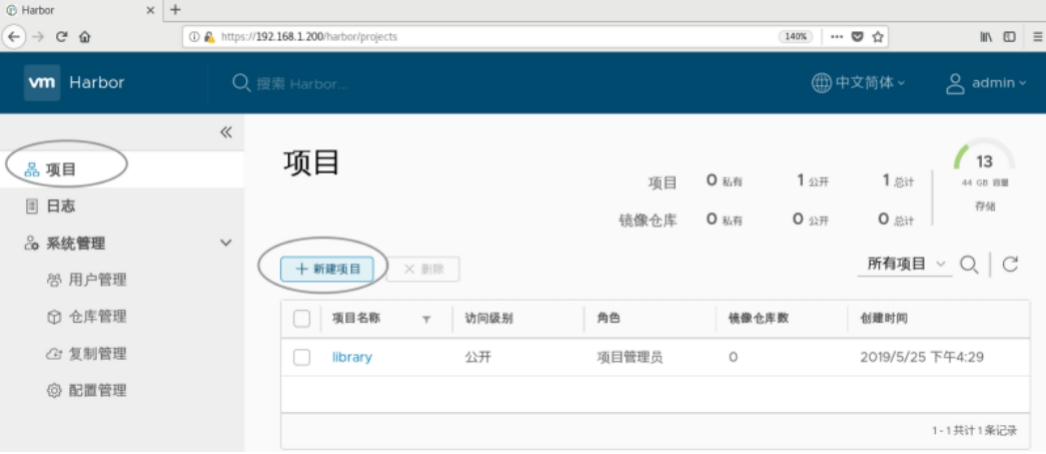 Harbor
https://192.168.1.200/harbor/projects
140%
vm Harbor
搜索 Harbor...
中文简体
admin
项目
日志
系统管理
用户管理
仓库管理
复制管理
配置管理
项目
项目 0 私有 1 公开 1 总计
镜像仓库 0 私有 0 公开 0 总计
13
44 GB 容量
存储
+ 新建项目
× 删除
所有项目
项目名称 访问级别 角色 镜像仓库数 创建时间
library 公开 项目管理员 0 2019/5/25 下午4:29
1 - 1 共计 1 条记录